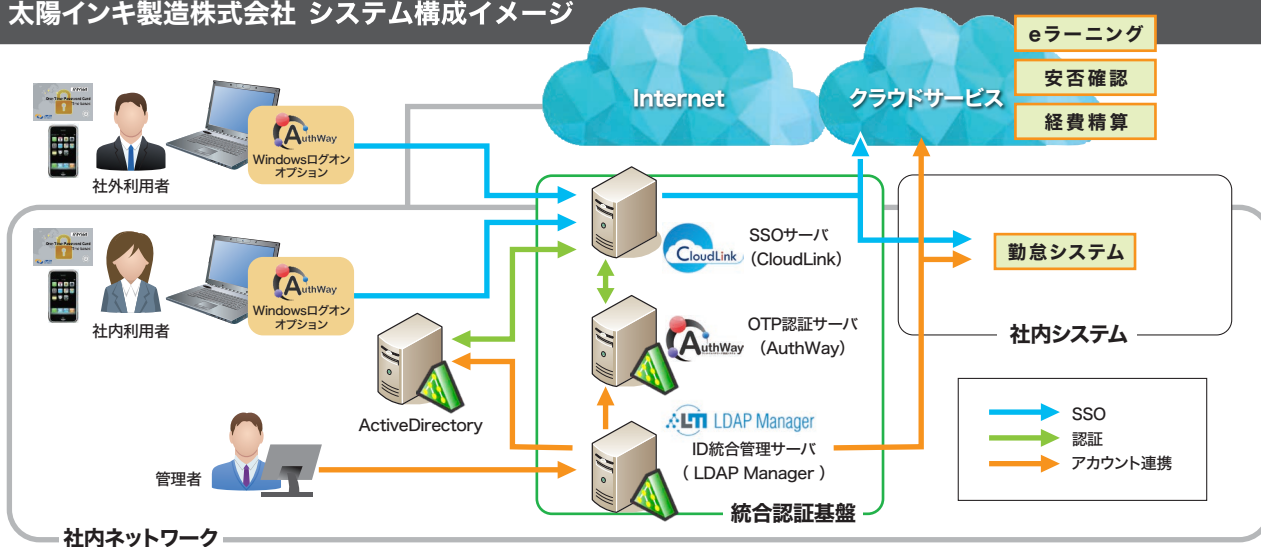 太陽インキ製造株式会社 システム構成イメージ
eラーニング
安否確認
経費精算
Internet
クラウドサービス
AuthWay
Windowsログオン
オプション
社外利用者
SSOサーバ
(CloudLink)
CloudLink
勤怠システム
AuthWay
Windowsログオン
オプション
社内利用者
OTP認証サーバ
(AuthWay)
AuthWay
社内システム
ActiveDirectory
LTI LDAP Manager
ID統合管理サーバ
( LDAP Manager )
管理者
SSO
認証
アカウント連携
統合認証基盤
社内ネットワーク